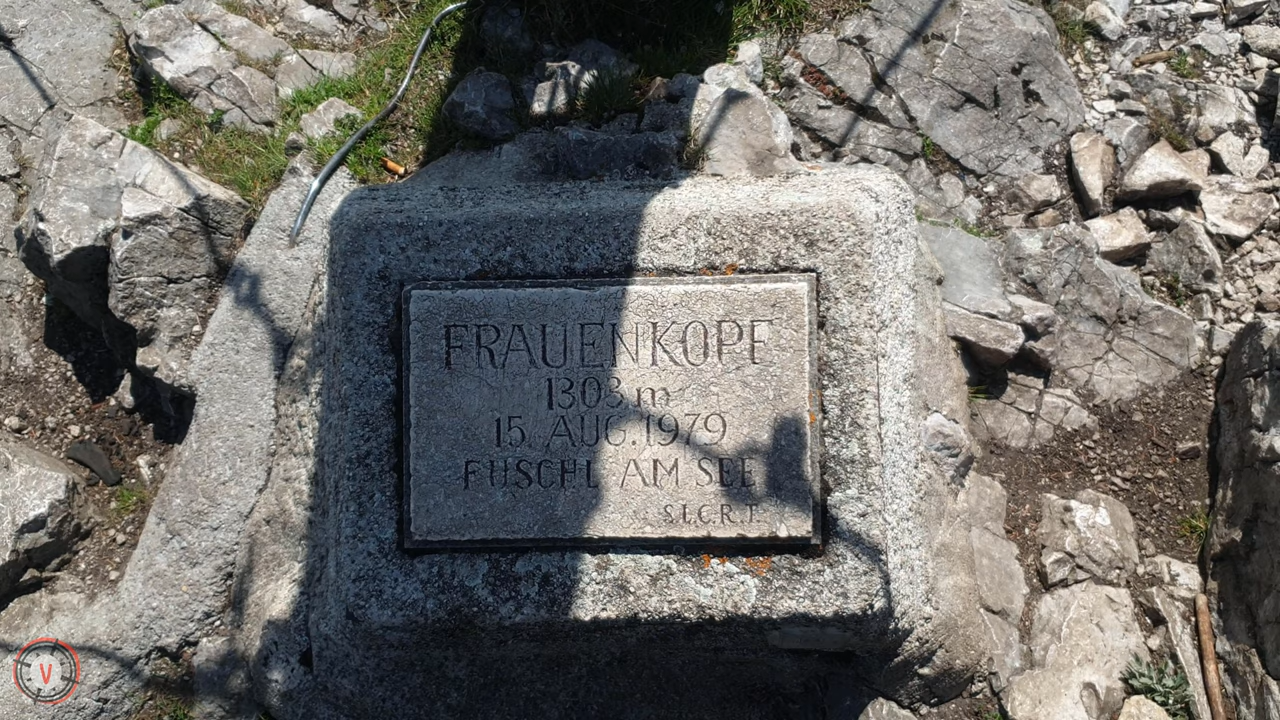 FRAUENKOPF
1303 m
15. AUG. 1979
FUSCHL AM SEE
V